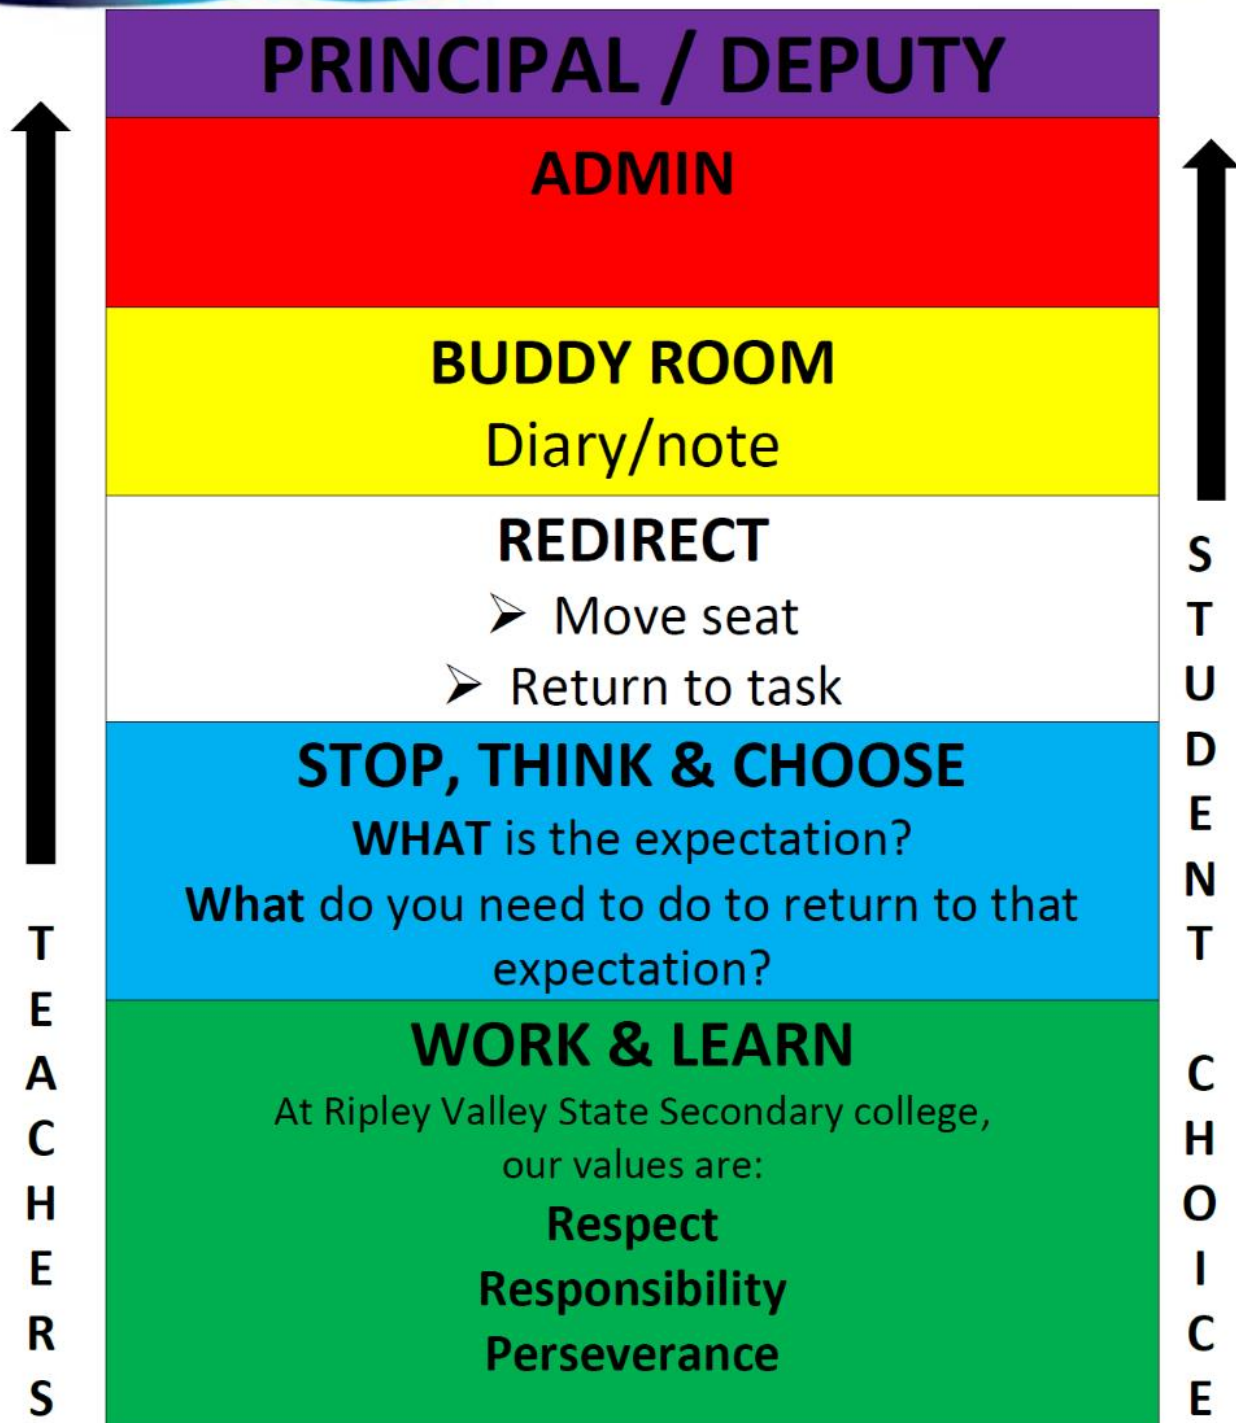 PRINCIPAL / DEPUTY
ADMIN
BUDDY ROOM
Diary/note
REDIRECT
➢ Move seat
➢ Return to task
STOP, THINK & CHOOSE
WHAT is the expectation?
What do you need to do to return to that
expectation?
WORK & LEARN
At Ripley Valley State Secondary college,
our values are:
Respect
Responsibility
Perseverance
TEACHERS
STUDENT CHOICE